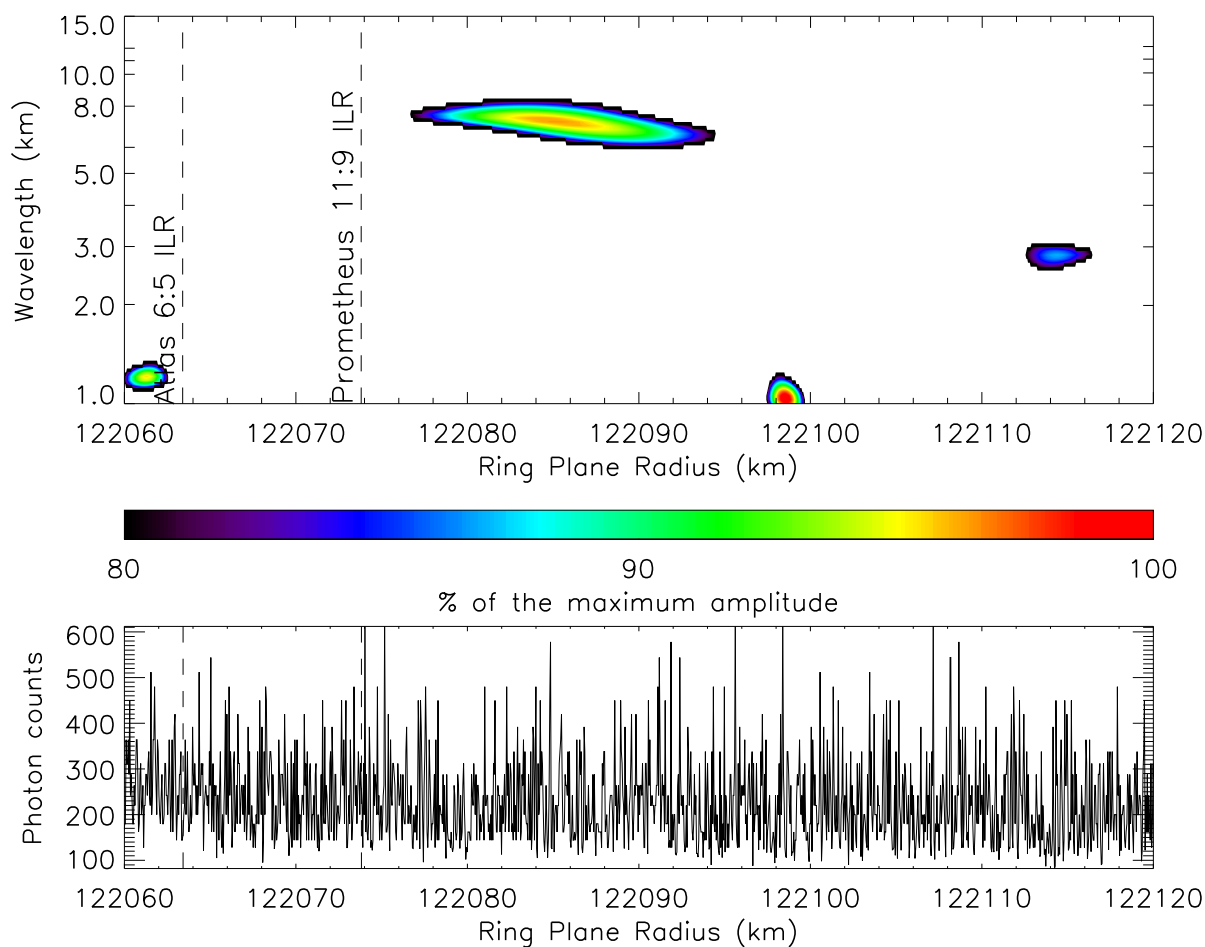 15.0
10.0
8.0
5.0
3.0
2.0
1.0
Wavelength (km)
Atlas 6:5 ILR
Prometheus 11:9 ILR
122060 122070 122080 122090 122100 122110 122120
Ring Plane Radius (km)
80 90 100
% of the maximum amplitude
600
500
400
300
200
100
Photon counts
122060 122070 122080 122090 122100 122110 122120
Ring Plane Radius (km)